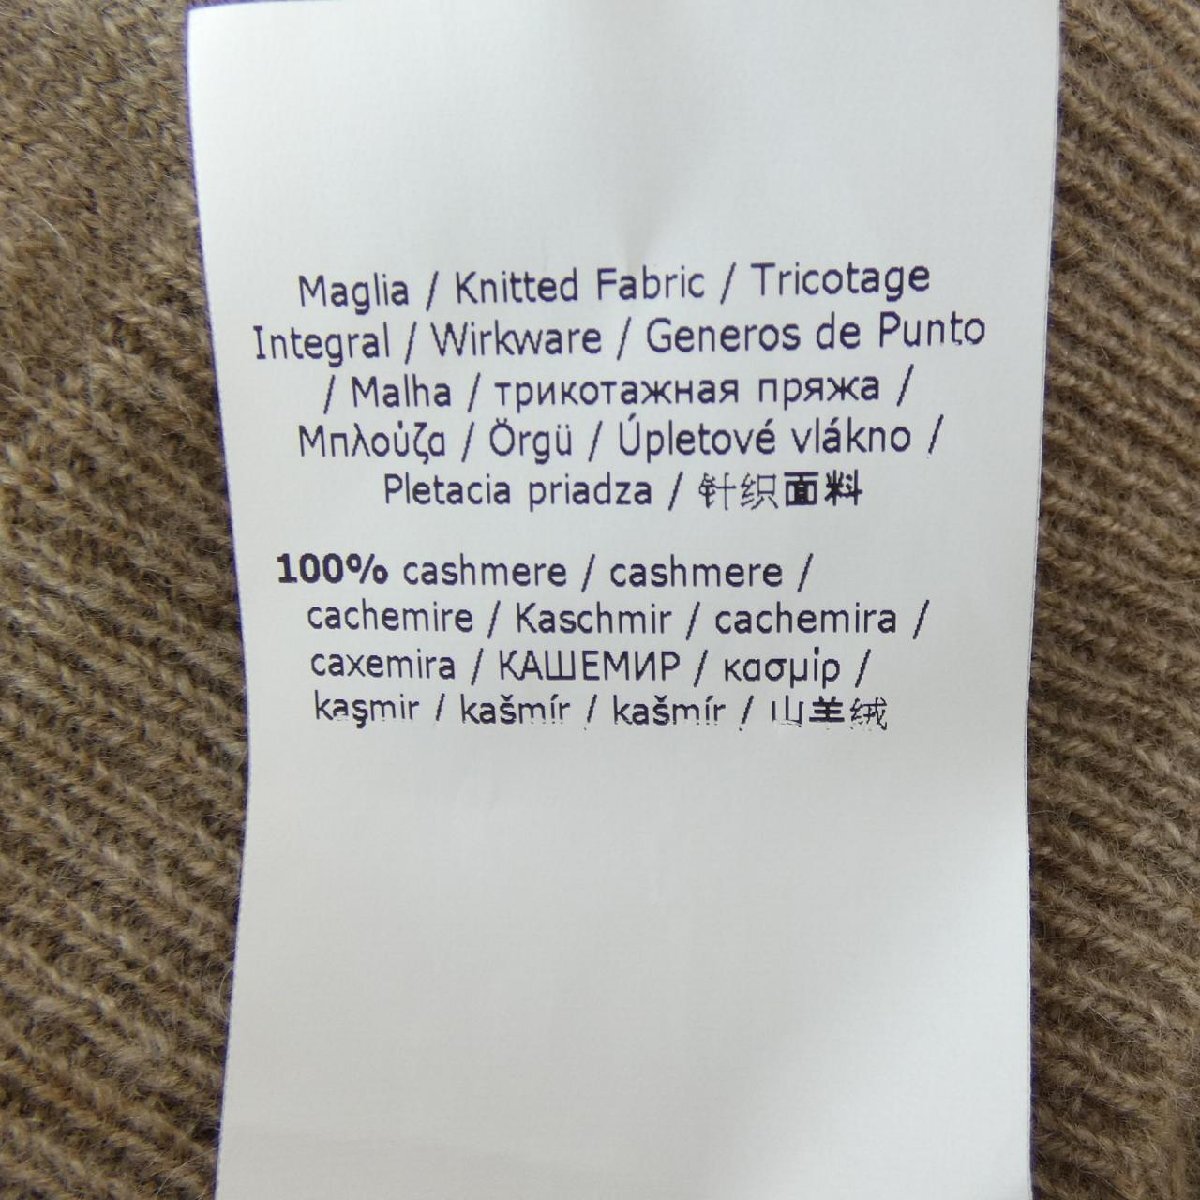 Maglia / Knitted Fabric / Tricotage
Integral / Wirkware / Generos de Punto
/ Malha / трикотажная пряжа /
Μπλούζα / Örgü / Úpletové vlákno /
Pletacia priadza / 针织面料
100% cashmere / cashmere /
cachemire / Kaschmir / cachemira /
caxemira / КАШЕМИР / κασμίρ /
kaşmir / kašmír / kašmír / 山羊绒